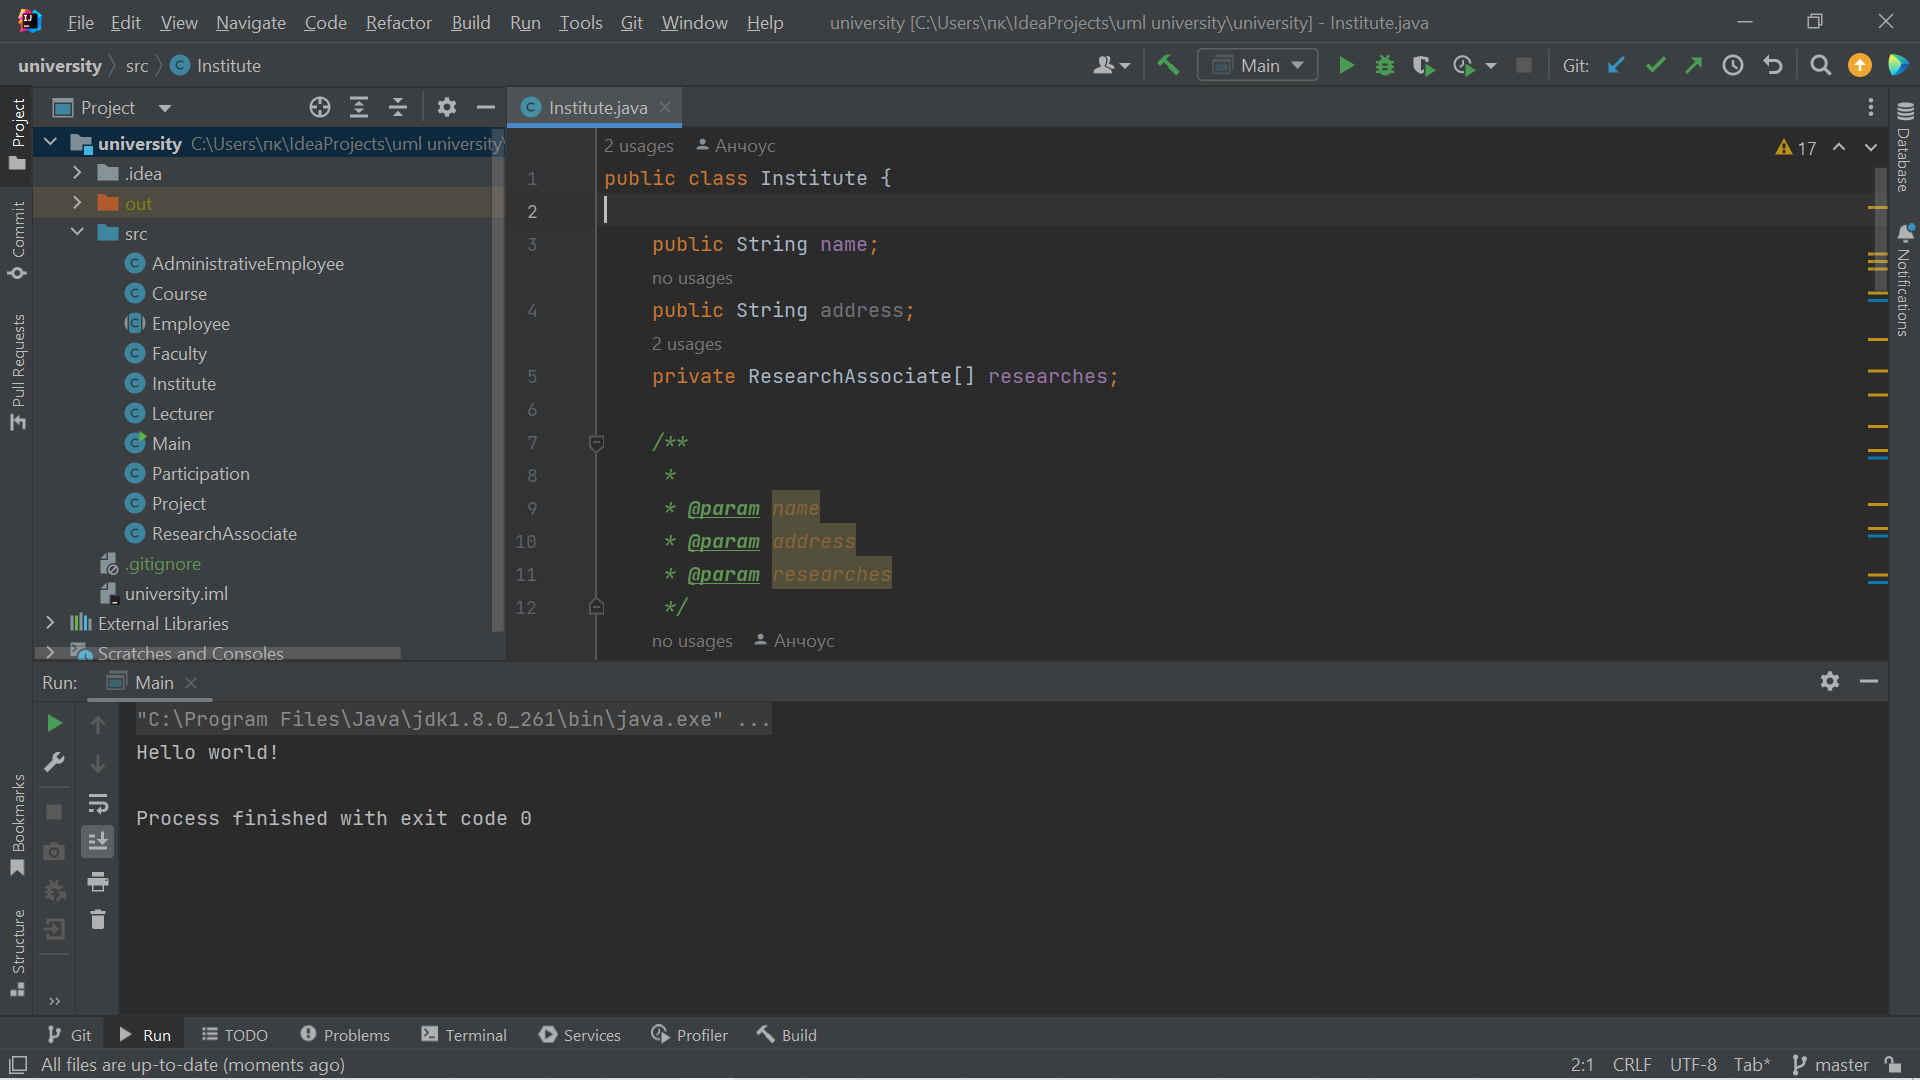 File Edit View Navigate Code Refactor Build Run Tools Git Window Help university [C:\Users\пк\IdeaProjects\uml university\university] - Institute.java
university src Institute Main Git:
Project
Institute.java
university C:\Users\пк\IdeaProjects\uml university\
.idea
out
src
AdministrativeEmployee
Course
Employee
Faculty
Institute
Lecturer
Main
Participation
Project
ResearchAssociate
.gitignore
university.iml
External Libraries
Scratches and Consoles
2 usages Анчоус
17
1 public class Institute {
2
3 public String name;
no usages
4 public String address;
2 usages
5 private ResearchAssociate[] researches;
6
7 /**
8 *
9 * @param name
10 * @param address
11 * @param researches
12 */
no usages Анчоус
Project
Commit
Pull Requests
Bookmarks
Structure
Database
Notifications
Run: Main
"C:\Program Files\Java\jdk1.8.0_261\bin\java.exe" ...
Hello world!
Process finished with exit code 0
Git Run TODO Problems Terminal Services Profiler Build
All files are up-to-date (moments ago) 2:1 CRLF UTF-8 Tab* master